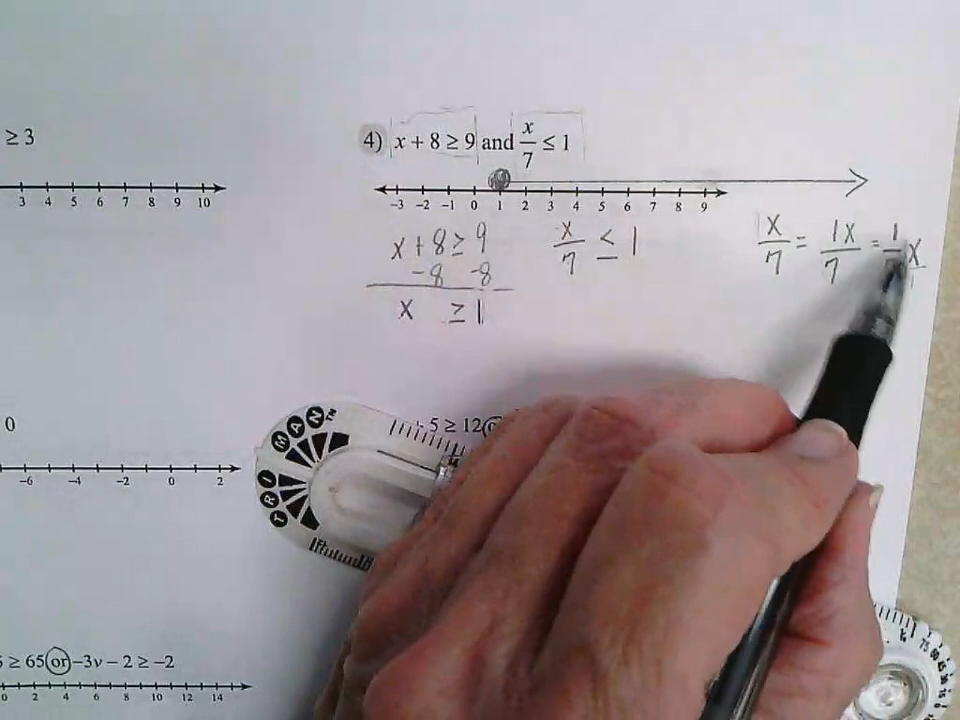 ≥ 3
4) x + 8 ≥ 9 and x/7 ≤ 1
3 4 5 6 7 8 9 10
−3 −2 −1 0 1 2 3 4 5 6 7 8 9
x + 8 ≥ 9
−8 −8
x ≥ 1
x/7 ≤ 1
x/7 = 1x/7 = 1
x
0
5 ≥ 12
TRI MAN™
−6 −4 −2 0 2
≥ 65 or −3v − 2 ≥ −2
0 2 4 6 8 10 12 14